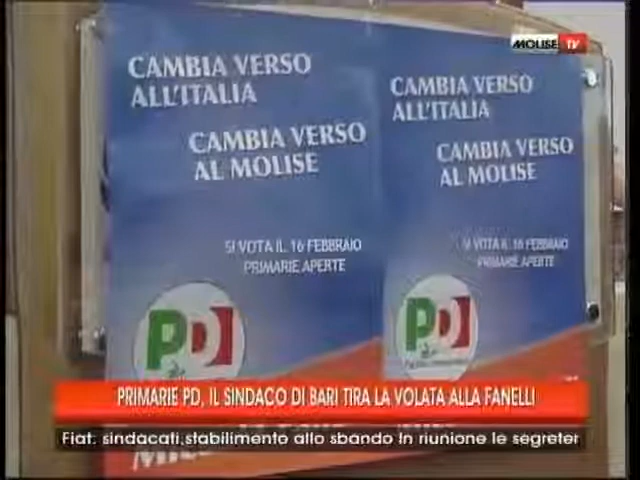 MOLISE TV
CAMBIA VERSO
ALL'ITALIA
CAMBIA VERSO
AL MOLISE
SI VOTA IL 16 FEBBRAIO
PRIMARIE APERTE
PD
CAMBIA VERSO
ALL'ITALIA
CAMBIA VERSO
AL MOLISE
SI VOTA IL 16 FEBBRAIO
PRIMARIE APERTE
PD
PRIMARIE PD, IL SINDACO DI BARI TIRA LA VOLATA ALLA FANELLI
Fiat: sindacati,stabilimento allo sbando In riunione le segreter